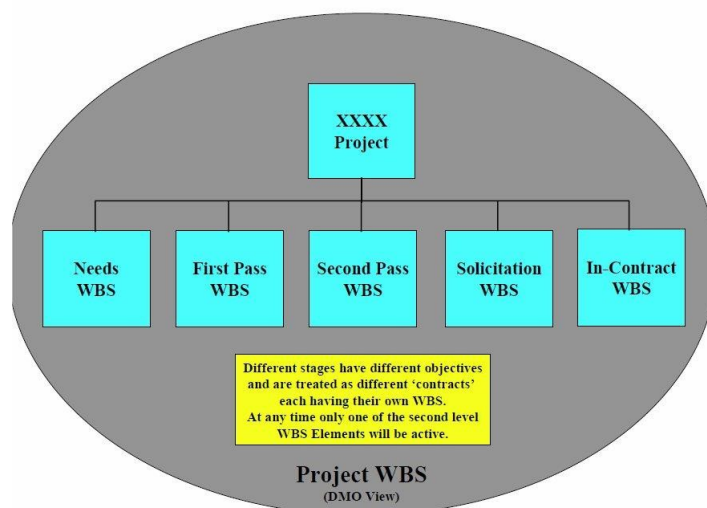 XXXX
Project
Needs
WBS
First Pass
WBS
Second Pass
WBS
Solicitation
WBS
In-Contract
WBS
Different stages have different objectives
and are treated as different ‘contracts’
each having their own WBS.
At any time only one of the second level
WBS Elements will be active.
Project WBS
(DMO View)